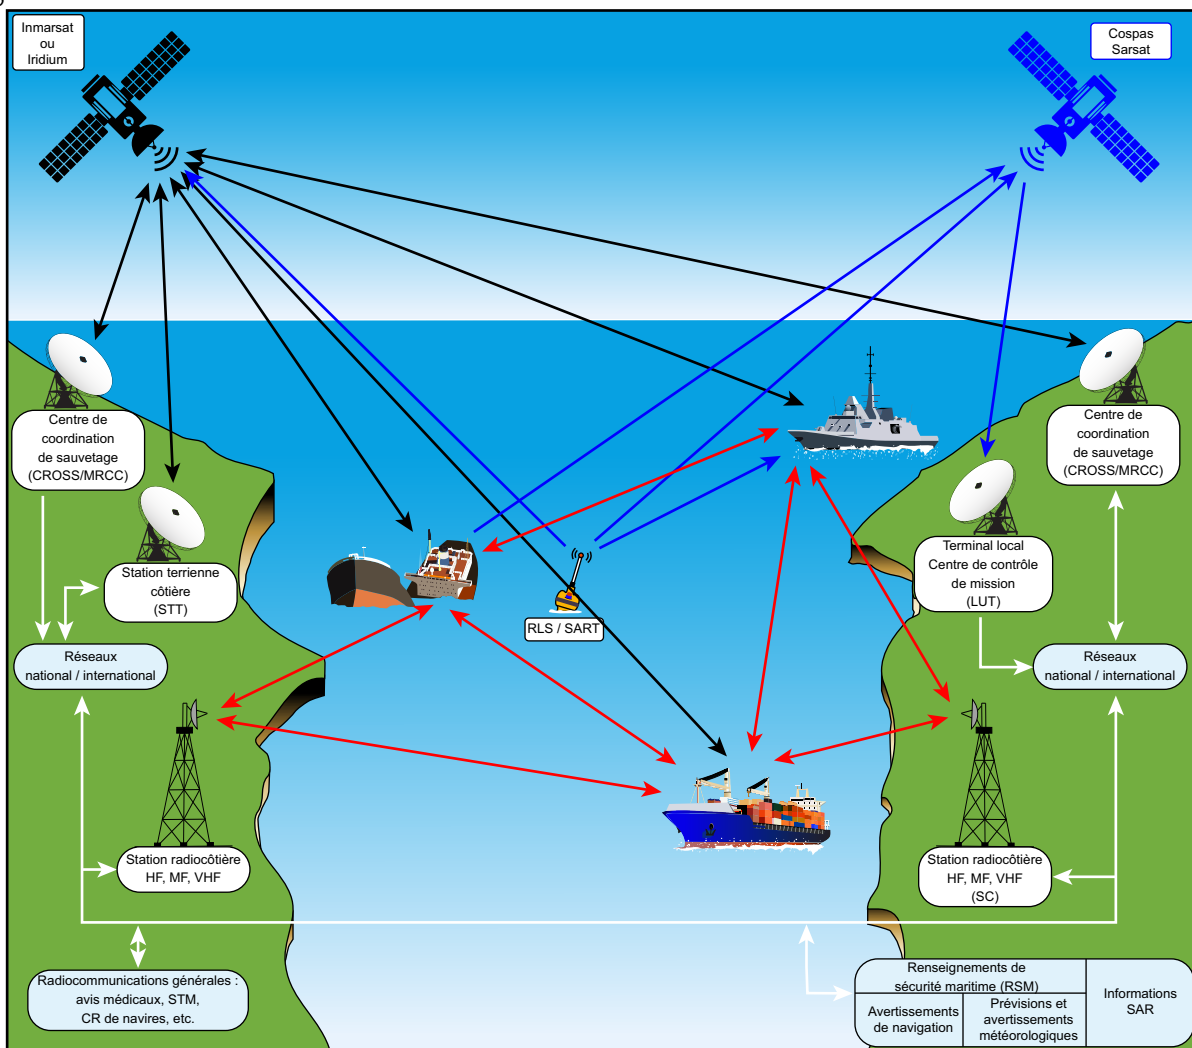 Inmarsat
ou
Iridium
Cospas
Sarsat
Centre de
coordination
de sauvetage
(CROSS/MRCC)
Centre de
coordination
de sauvetage
(CROSS/MRCC)
Station terrienne
côtière
(STT)
Terminal local
Centre de contrôle
de mission
(LUT)
RLS / SART
Réseaux
national / international
Réseaux
national / international
Station radiocôtière
HF, MF, VHF
Station radiocôtière
HF, MF, VHF
(SC)
Radiocommunications générales :
avis médicaux, STM,
CR de navires, etc.
Renseignements de
sécurité maritime (RSM)
Avertissements
de navigation
Prévisions et
avertissements
météorologiques
Informations
SAR